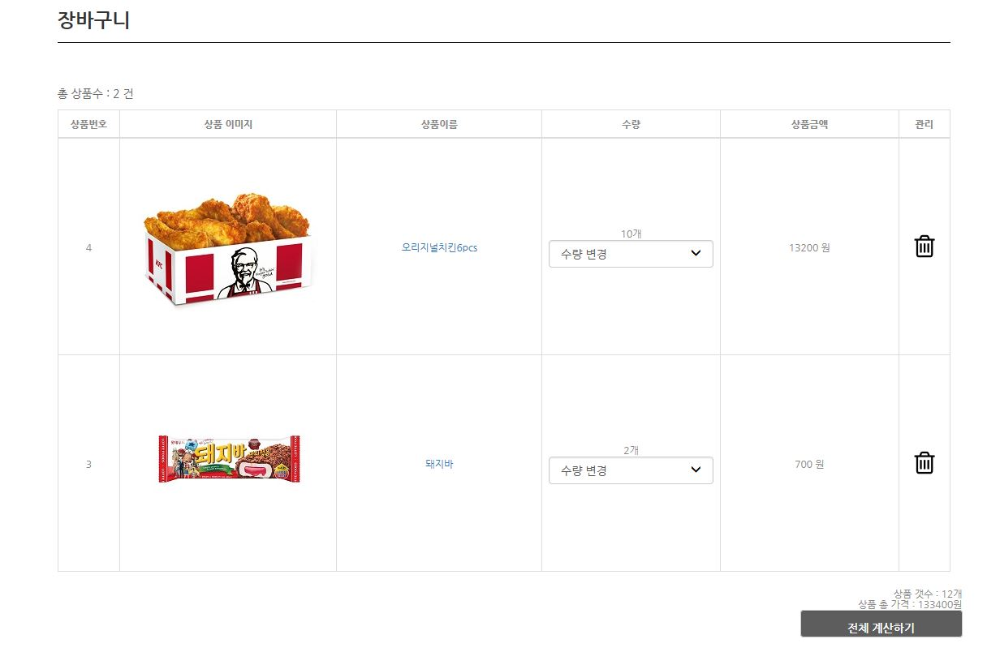 장바구니
총 상품수 : 2 건
상품번호 상품 이미지 상품이름 수량 상품금액 관리
KFC
It's
finger lickin'
good
4 오리지널치킨6pcs 10개 13200 원
수량 변경
돼지바
3 돼지바 2개 700 원
수량 변경
상품 갯수 : 12개
상품 총 가격 : 133400원
전체 계산하기